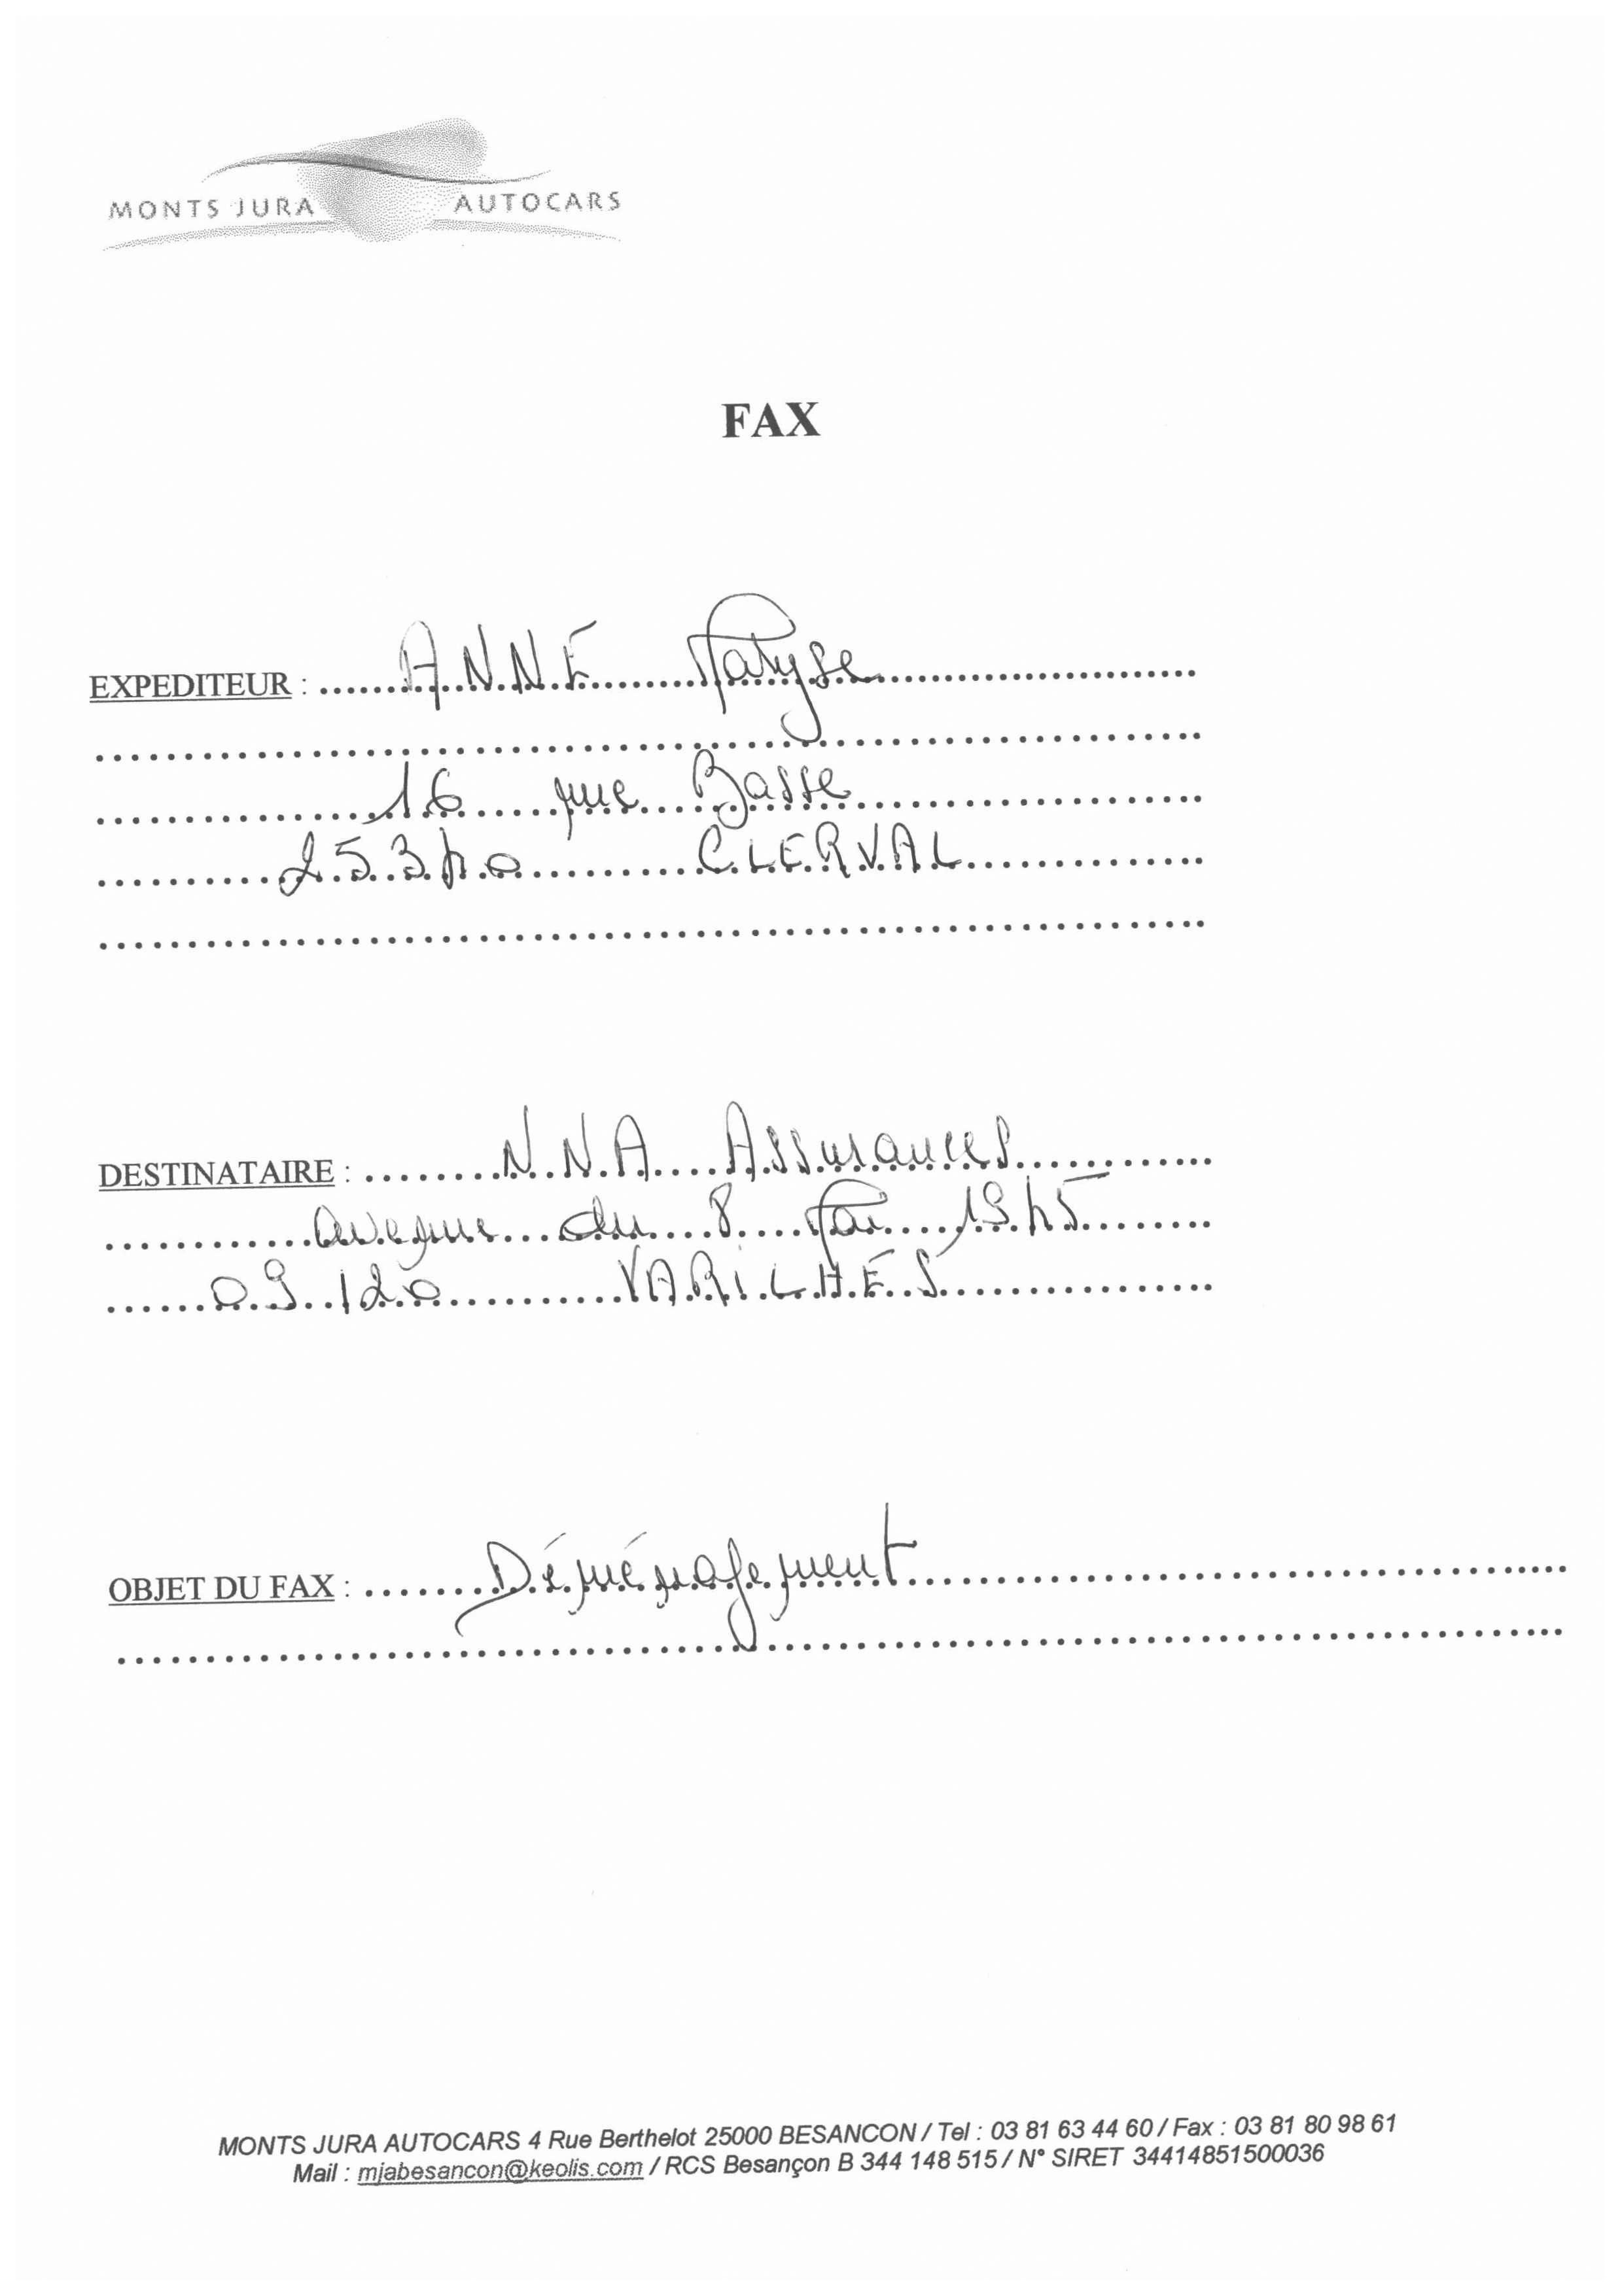 MONTS JURA AUTOCARS
FAX
EXPEDITEUR : ANNE Maryse
16 rue Basse
25340 CLERVAL
DESTINATAIRE : NNA Assurances
avenue du 8 Mai 1945
09120 VARILHES
OBJET DU FAX : Déménagement
MONTS JURA AUTOCARS 4 Rue Berthelot 25000 BESANCON / Tel : 03 81 63 44 60 / Fax : 03 81 80 98 61
Mail : mjabesancon@keolis.com / RCS Besançon B 344 148 515 / N° SIRET 34414851500036